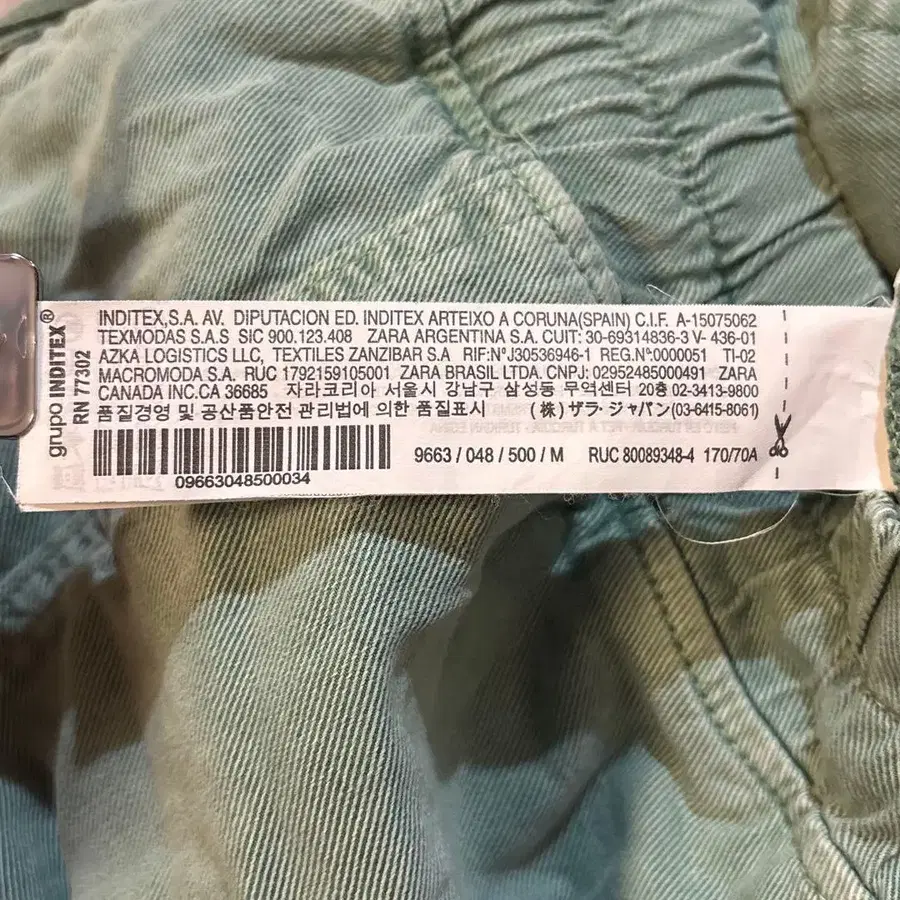 grupo INDITEX®
RN 77302
INDITEX,S.A. AV. DIPUTACION ED. INDITEX ARTEIXO A CORUNA(SPAIN) C.I.F. A-15075062
TEXMODAS S.A.S SIC 900.123.408 ZARA ARGENTINA S.A. CUIT: 30-69314836-3 V- 436-01
AZKA LOGISTICS LLC, TEXTILES ZANZIBAR S.A RIF:Nº.J30536946-1 REG.Nº:0000051 TI-02
MACROMODA S.A. RUC 1792159105001 ZARA BRASIL LTDA. CNPJ: 02952485000491 ZARA
CANADA INC.CA 36685 자라코리아 서울시 강남구 삼성동 무역센터 20층 02-3413-9800
품질경영 및 공산품안전 관리법에 의한 품질표시 (株) ザラ・ジャパン (03-6415-8061)
09663048500034
9663 / 048 / 500 / M RUC 80089348-4 170/70A